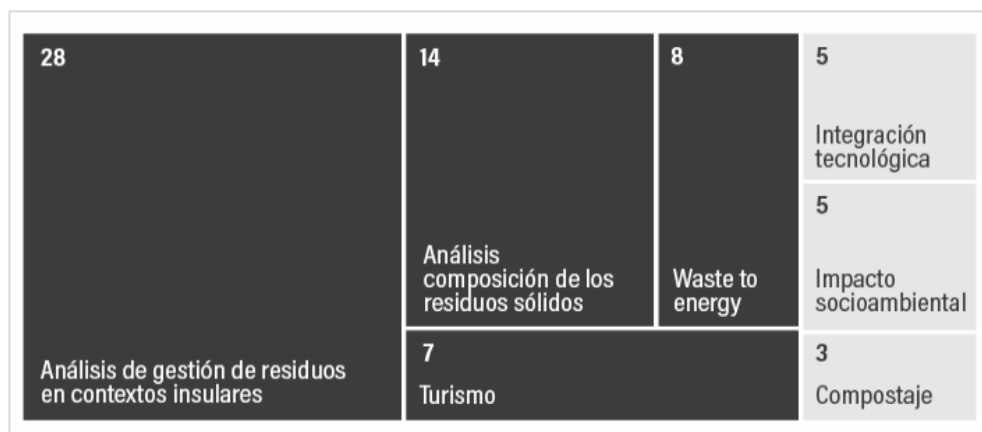 28
Análisis de gestión de residuos
en contextos insulares
14
Análisis
composición de los
residuos sólidos
8
Waste to
energy
7
Turismo
5
Integración
tecnológica
5
Impacto
socioambiental
3
Compostaje